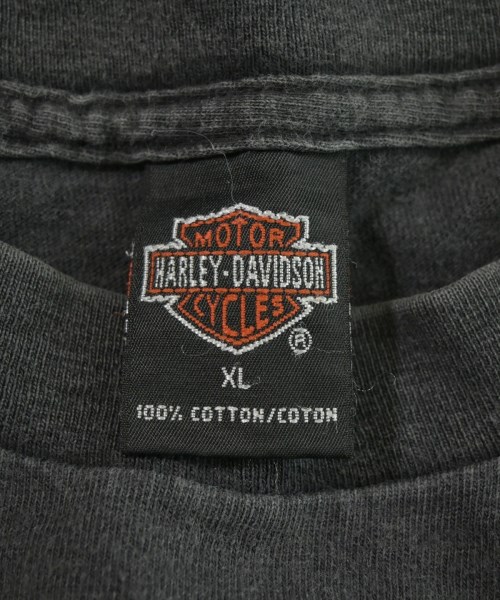 MOTOR
HARLEY-DAVIDSON
CYCLES
®
XL
100% COTTON/COTON